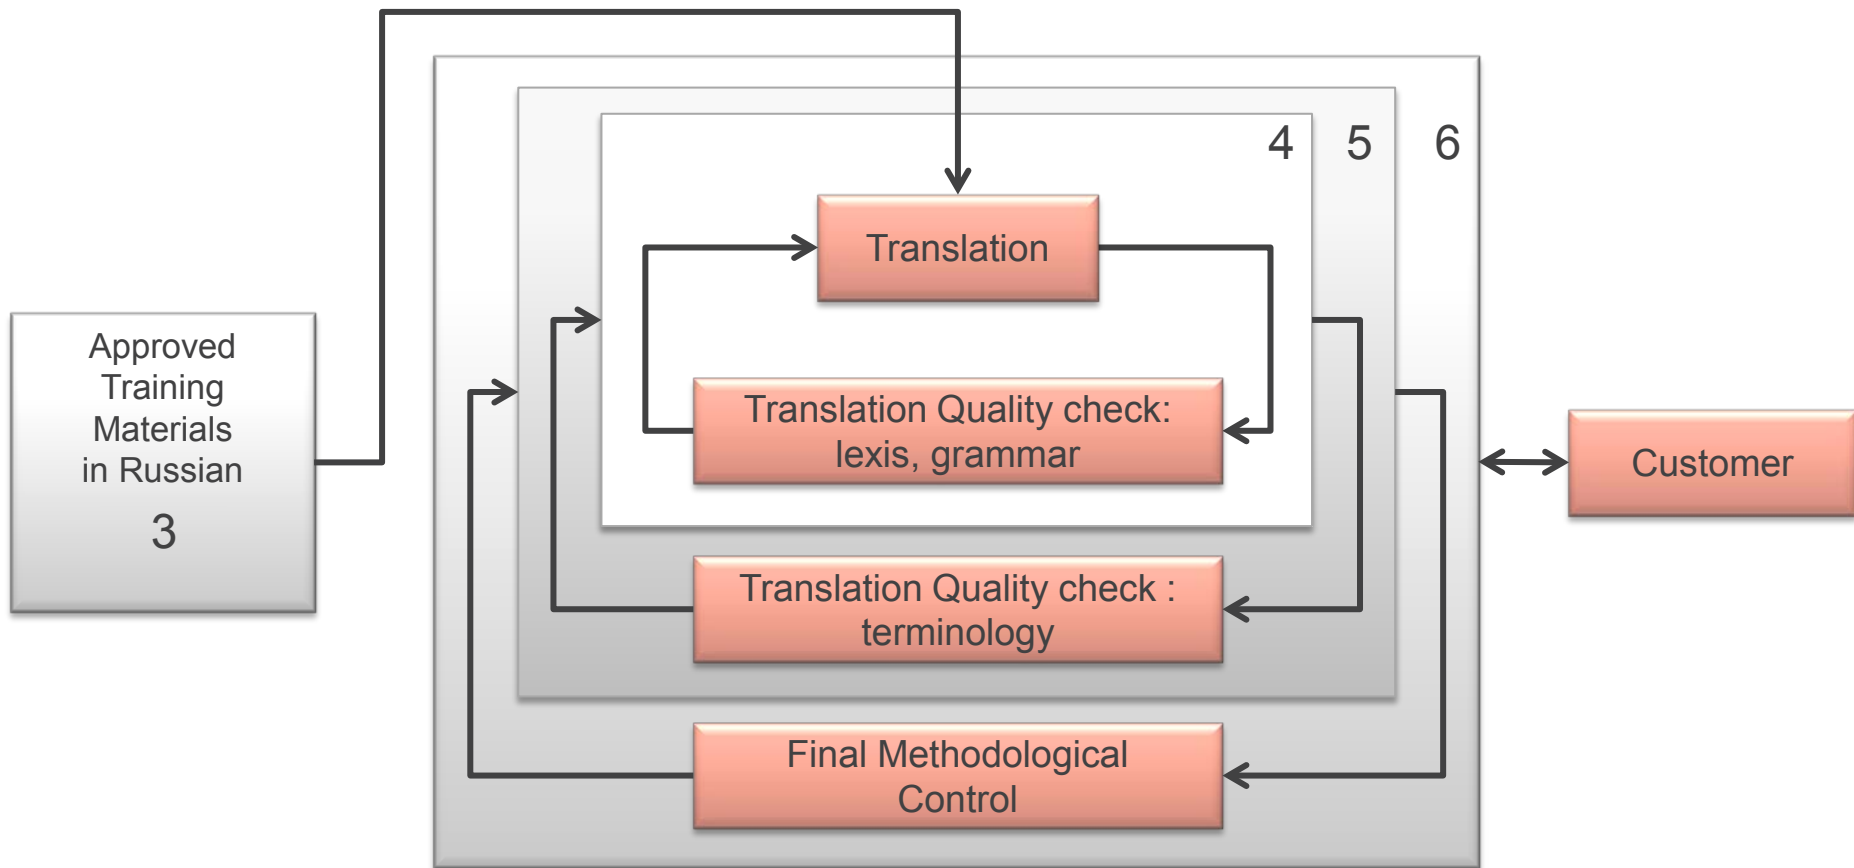 4
5
6
Translation
Approved
Training
Materials
in Russian
3
Translation Quality check:
lexis, grammar
Customer
Translation Quality check :
terminology
Final Methodological
Control